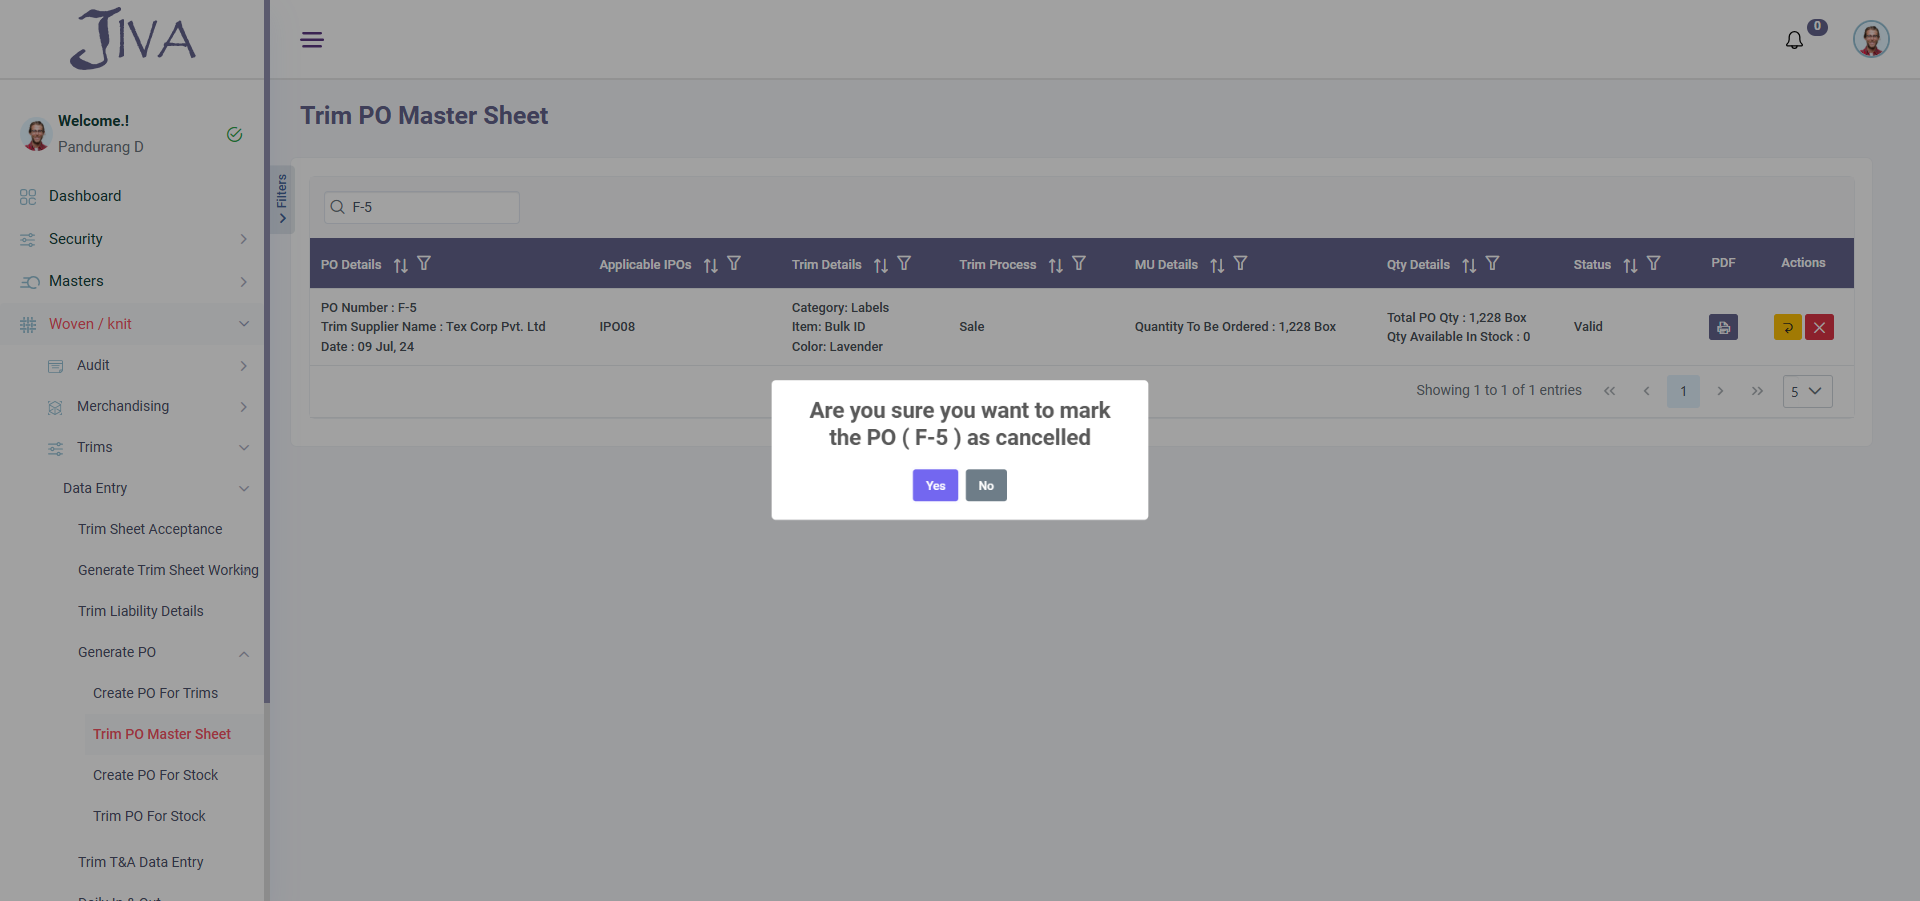 JIVA
0
Welcome.!
Pandurang D
Dashboard
Security
Masters
Woven / knit
Audit
Merchandising
Trims
Data Entry
Trim Sheet Acceptance
Generate Trim Sheet Working
Trim Liability Details
Generate PO
Create PO For Trims
Trim PO Master Sheet
Create PO For Stock
Trim PO For Stock
Trim T&A Data Entry
Trim PO Master Sheet
Filters
F-5
PO Details Applicable IPOs Trim Details Trim Process MU Details Qty Details Status PDF Actions
PO Number : F-5
Trim Supplier Name : Tex Corp Pvt. Ltd
Date : 09 Jul, 24
IPO08
Category: Labels
Item: Bulk ID
Color: Lavender
Sale
Quantity To Be Ordered : 1,228 Box
Total PO Qty : 1,228 Box
Qty Available In Stock : 0
Valid
Showing 1 to 1 of 1 entries « ‹ 1 › » 5
Are you sure you want to mark
the PO ( F-5 ) as cancelled
Yes No